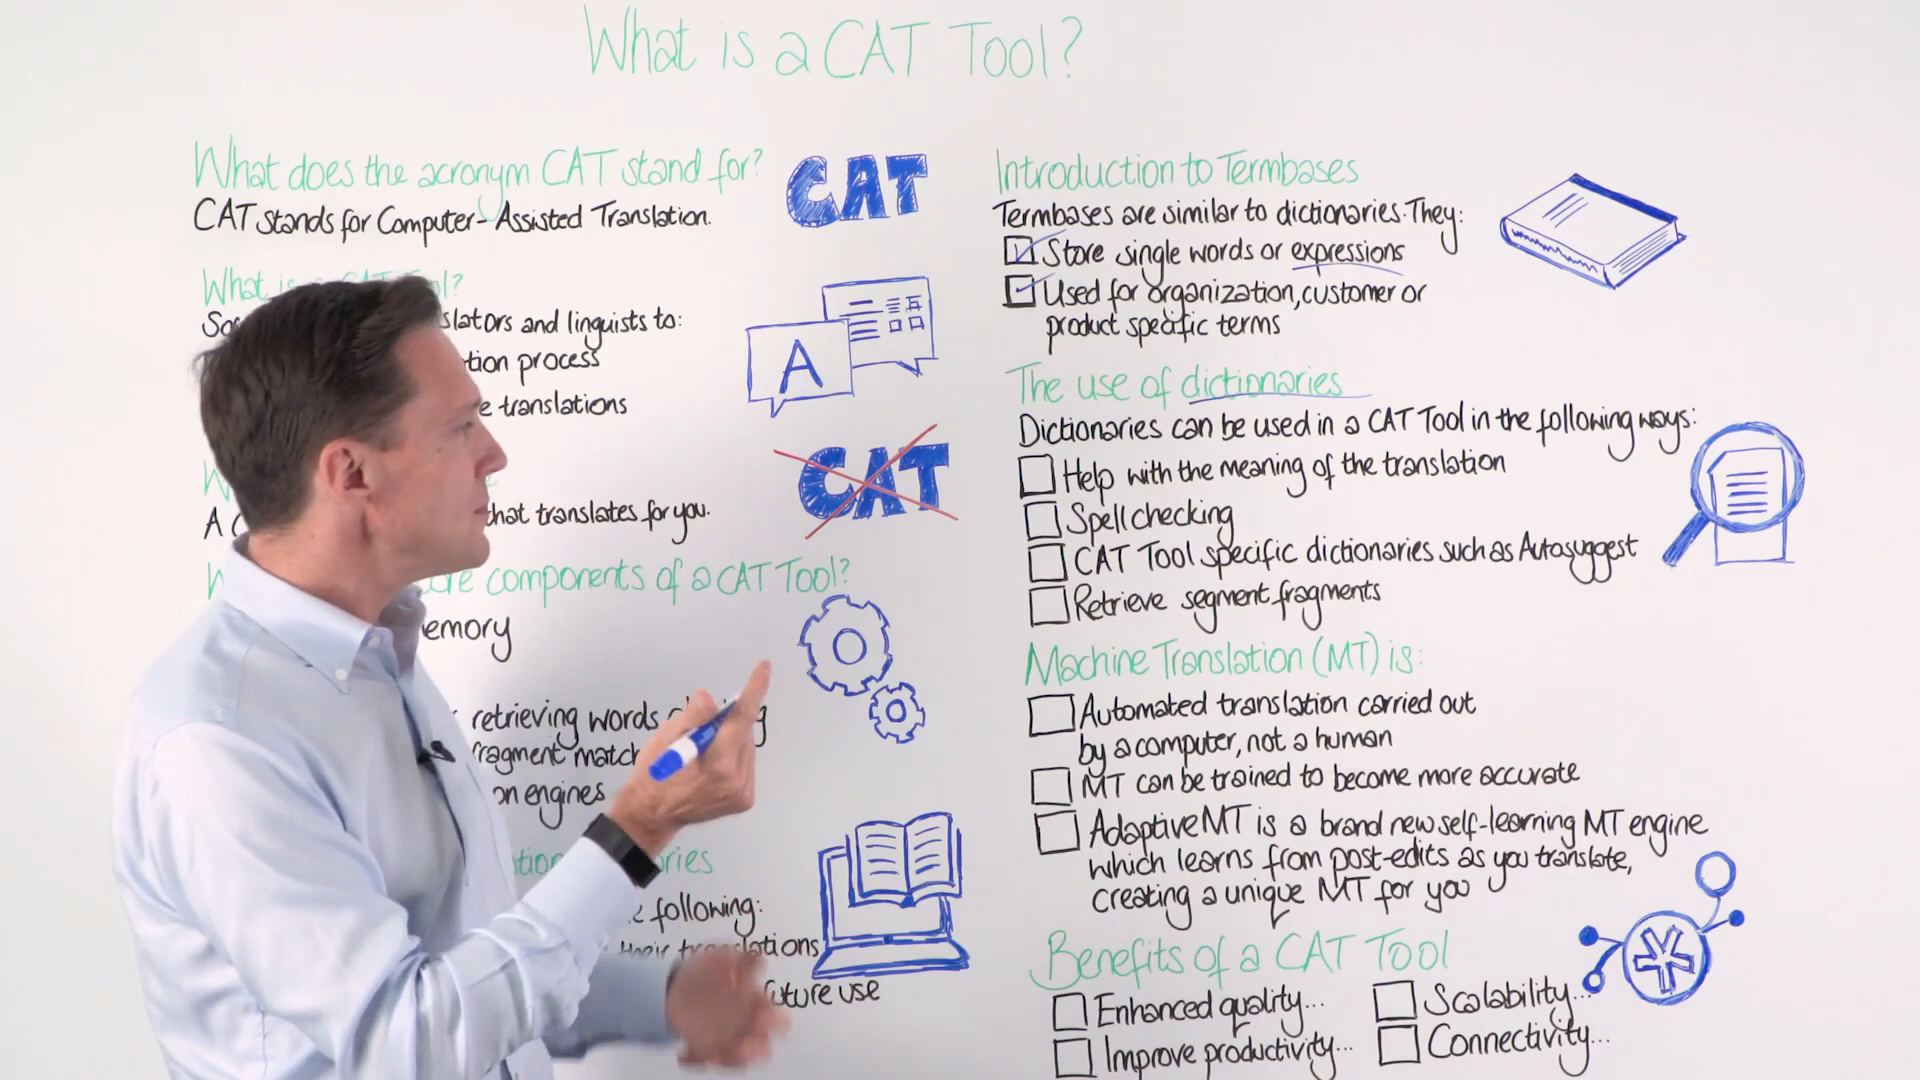 What is a CAT Tool?
What does the acronym CAT stand for?
CAT stands for Computer-Assisted Translation.
CAT
What is
slators and linguists to:
tion process
e translations
A
CAT
A
that translates for you.
components of a CAT Tool?
emory
retrieving words
fragment match
on engines
following:
their translations
future use
Introduction to Termbases
Termbases are similar to dictionaries. They:
Store single words or expressions
Used for organization, customer or
product specific terms
The use of dictionaries
Dictionaries can be used in a CAT Tool in the following ways:
Help with the meaning of the translation
Spell checking
CAT Tool specific dictionaries such as Autosuggest
Retrieve segment fragments
Machine Translation (MT) is:
Automated translation carried out
by a computer, not a human
MT can be trained to become more accurate
Adaptive MT is a brand new self-learning MT engine
which learns from post-edits as you translate,
creating a unique MT for you
Benefits of a CAT Tool
Enhanced quality...
Scalability...
Improve productivity...
Connectivity...